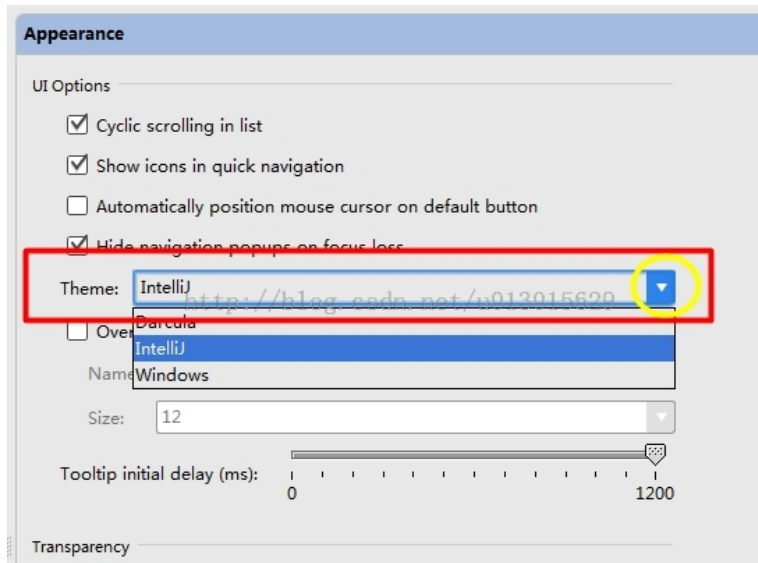 Appearance
UI Options
Cyclic scrolling in list
Show icons in quick navigation
Automatically position mouse cursor on default button
Hide navigation popups on focus loss
Theme: IntelliJ
http://blog.csdn.net/u013015629
Darcula
Over
IntelliJ
Name
Windows
Size: 12
Tooltip initial delay (ms):
0 1200
Transparency